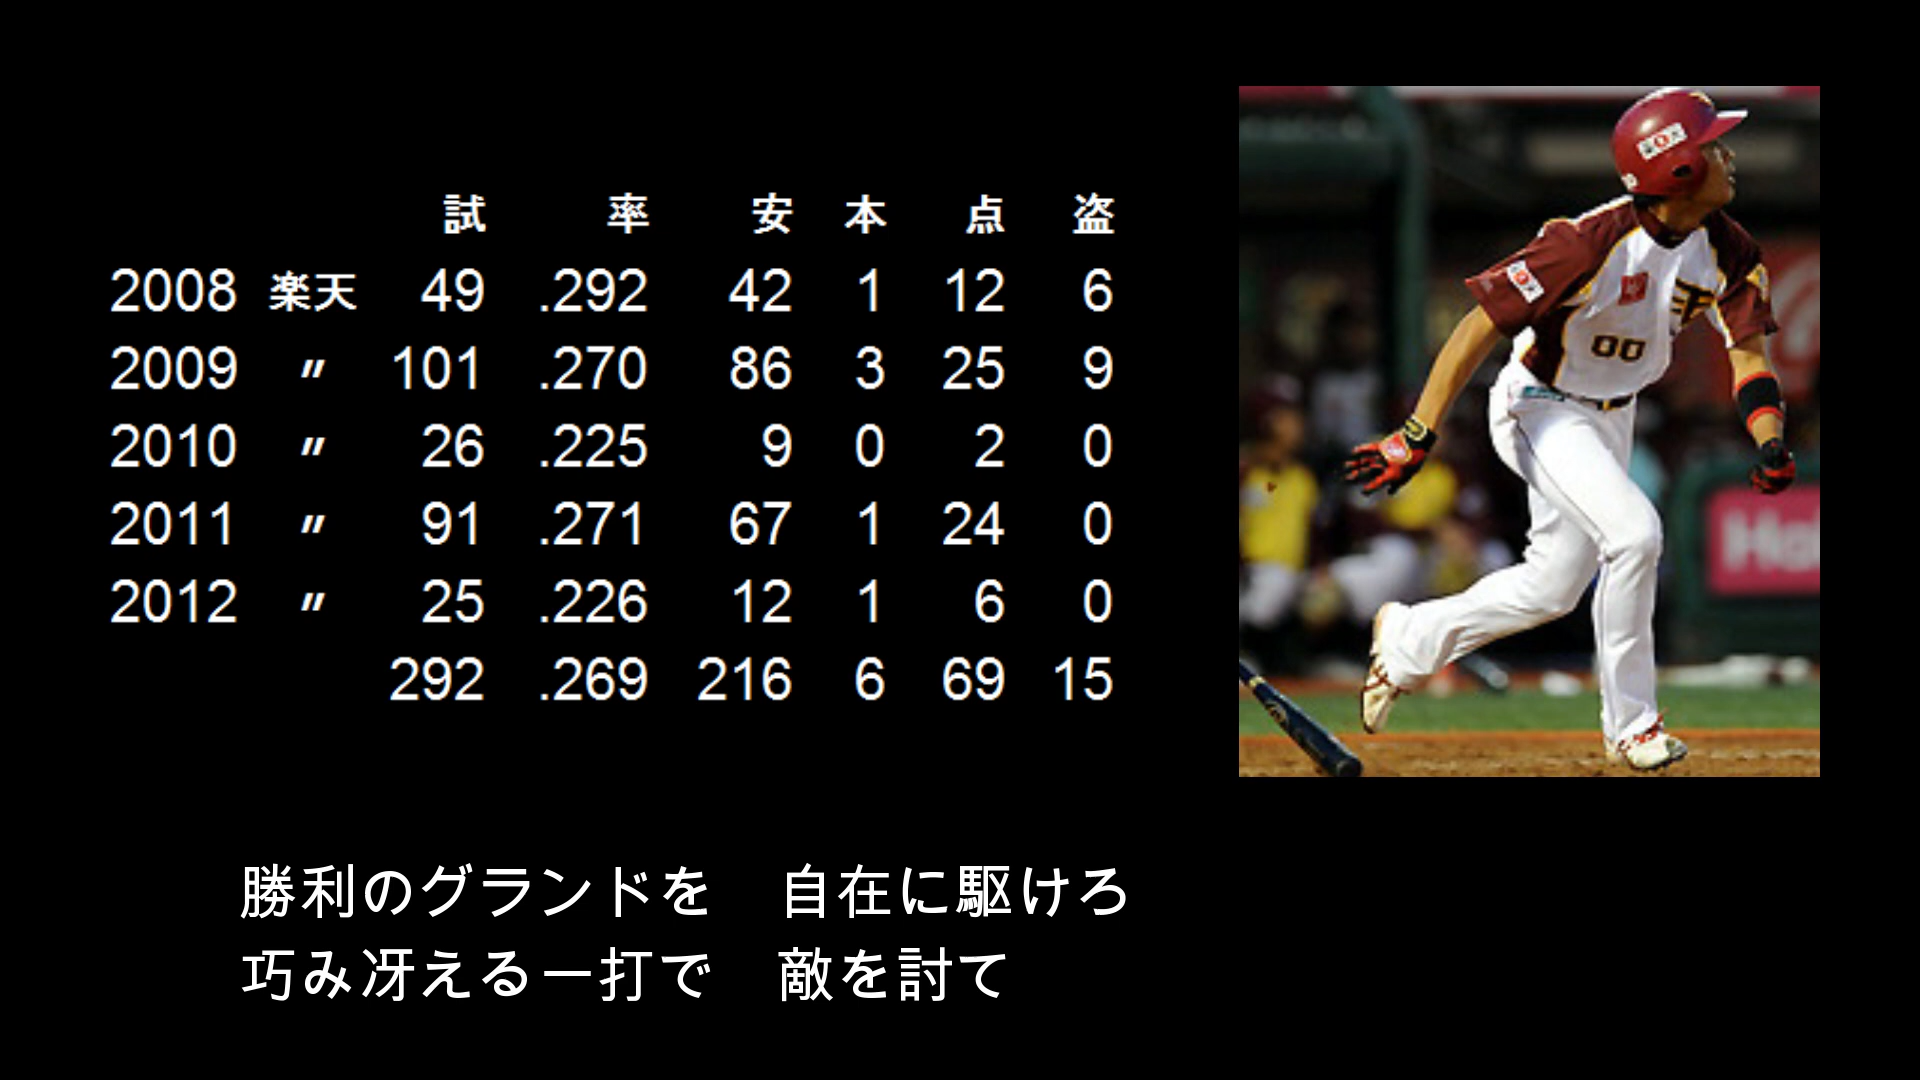 試 率 安 本 点 盗
2008 楽天 49 .292 42 1 12 6
2009 〃 101 .270 86 3 25 9
2010 〃 26 .225 9 0 2 0
2011 〃 91 .271 67 1 24 0
2012 〃 25 .226 12 1 6 0
292 .269 216 6 69 15
00
勝利のグランドを 自在に駆けろ
巧み冴える一打で 敵を討て